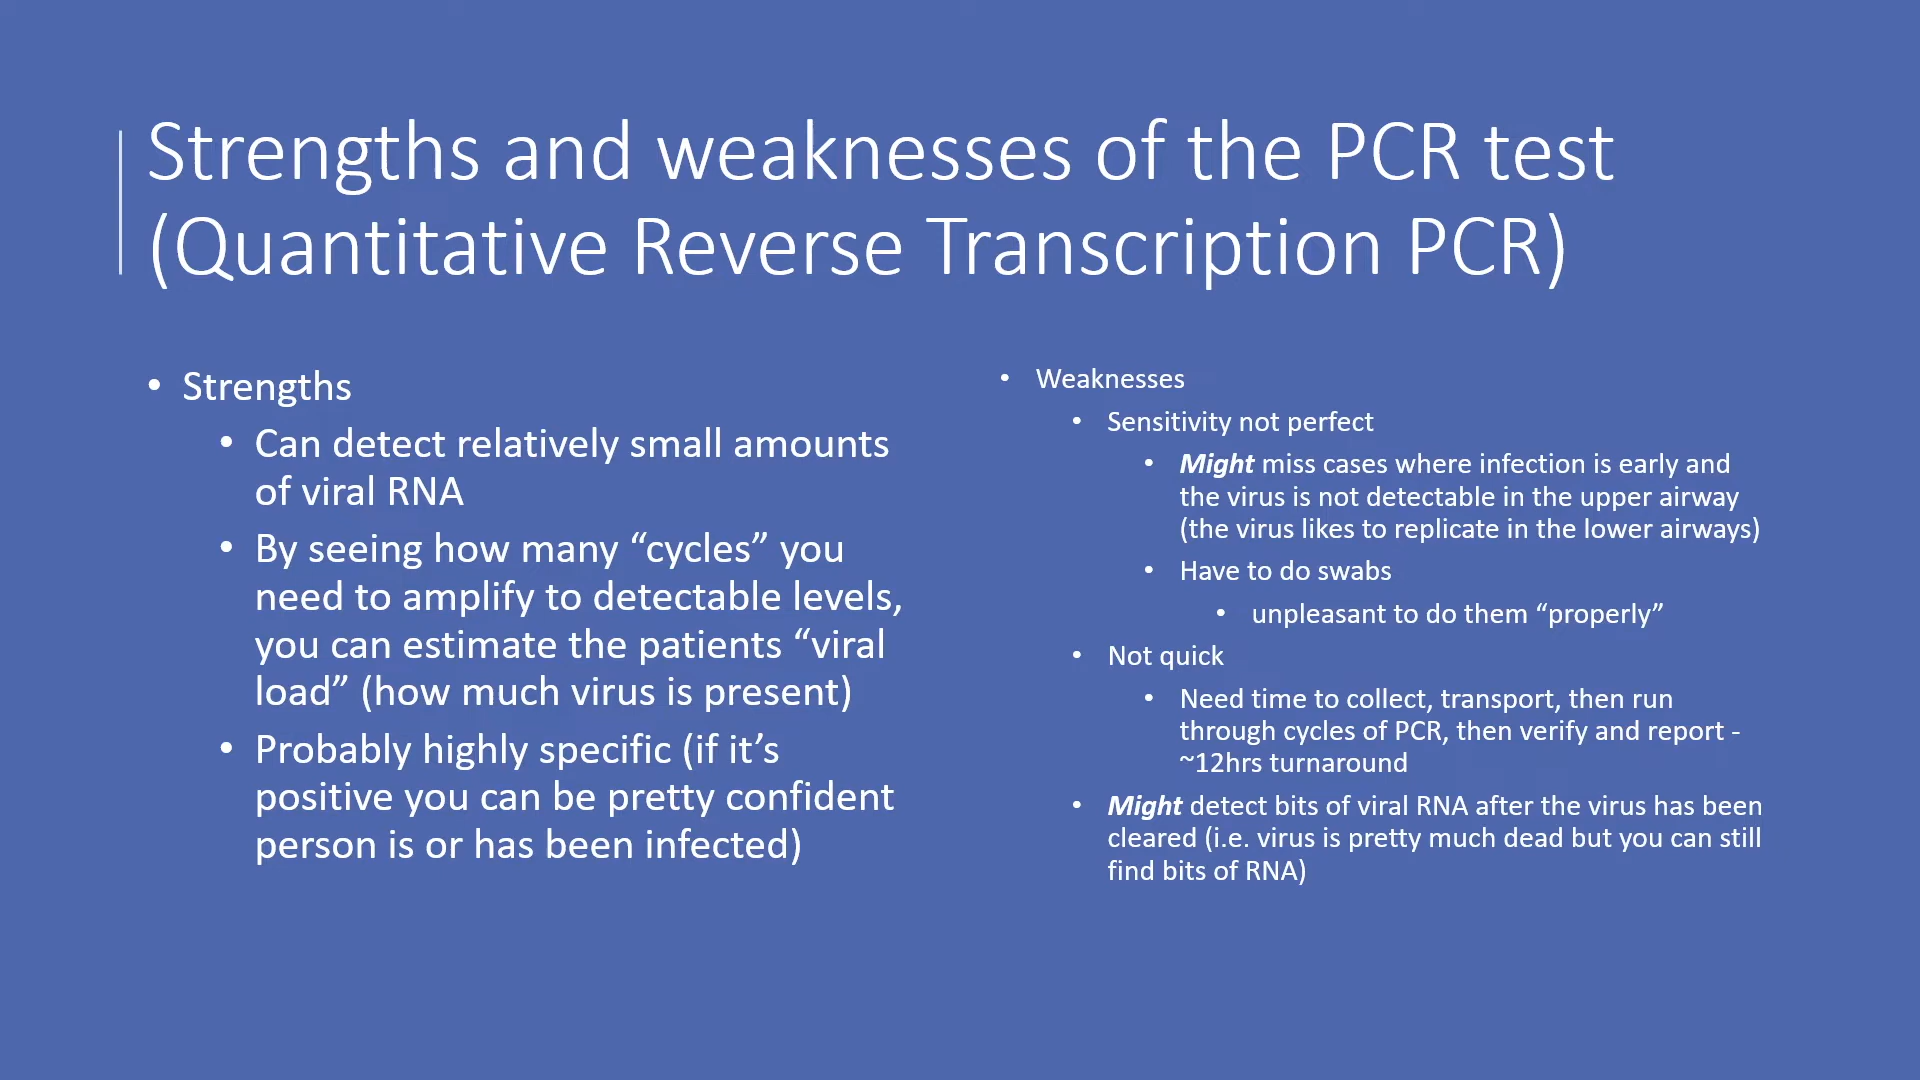 Strengths and weaknesses of the PCR test
(Quantitative Reverse Transcription PCR)
• Strengths
• Can detect relatively small amounts
of viral RNA
• By seeing how many “cycles” you
need to amplify to detectable levels,
you can estimate the patients “viral
load” (how much virus is present)
• Probably highly specific (if it’s
positive you can be pretty confident
person is or has been infected)
• Weaknesses
• Sensitivity not perfect
• Might miss cases where infection is early and
the virus is not detectable in the upper airway
(the virus likes to replicate in the lower airways)
• Have to do swabs
• unpleasant to do them “properly”
• Not quick
• Need time to collect, transport, then run
through cycles of PCR, then verify and report -
~12hrs turnaround
• Might detect bits of viral RNA after the virus has been
cleared (i.e. virus is pretty much dead but you can still
find bits of RNA)